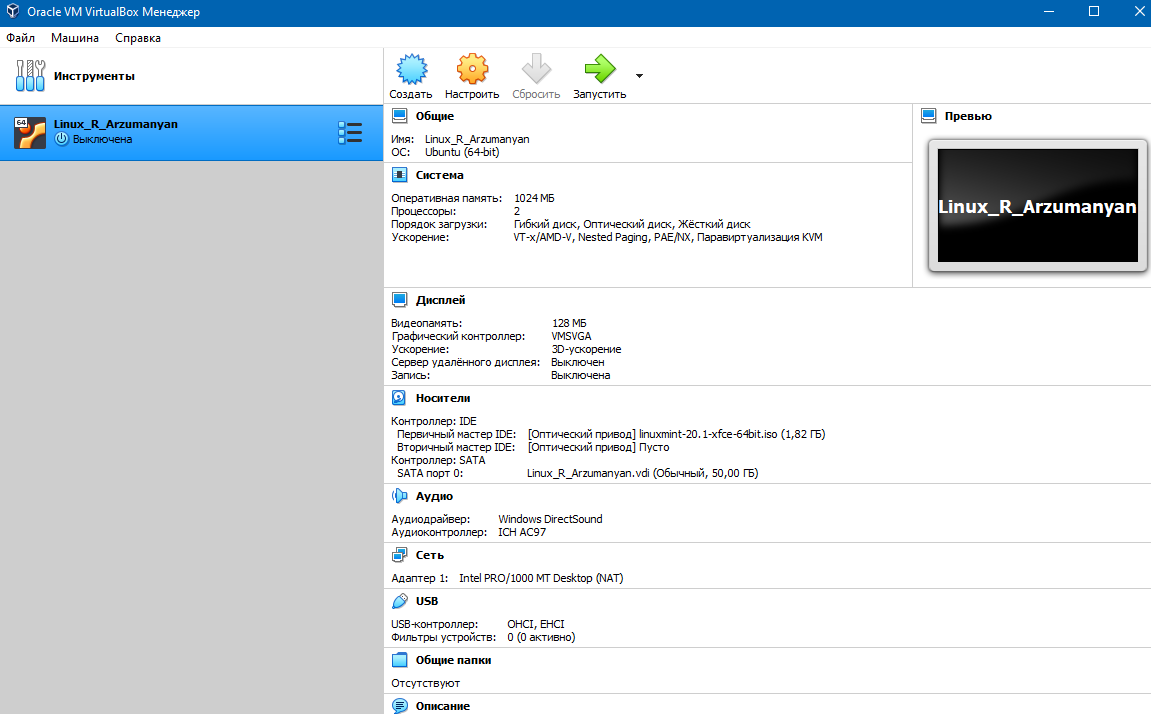 Oracle VM VirtualBox Менеджер
Файл Машина Справка
Инструменты
Создать Настроить Сбросить Запустить
64
Linux_R_Arzumanyan
Выключена
Общие
Имя: Linux_R_Arzumanyan
ОС: Ubuntu (64-bit)
Превью
Linux_R_Arzumanyan
Система
Оперативная память: 1024 МБ
Процессоры: 2
Порядок загрузки: Гибкий диск, Оптический диск, Жёсткий диск
Ускорение: VT-x/AMD-V, Nested Paging, PAE/NX, Паравиртуализация KVM
Дисплей
Видеопамять: 128 МБ
Графический контроллер: VMSVGA
Ускорение: 3D-ускорение
Сервер удалённого дисплея: Выключен
Запись: Выключена
Носители
Контроллер: IDE
Первичный мастер IDE: [Оптический привод] linuxmint-20.1-xfce-64bit.iso (1,82 ГБ)
Вторичный мастер IDE: [Оптический привод] Пусто
Контроллер: SATA
SATA порт 0: Linux_R_Arzumanyan.vdi (Обычный, 50,00 ГБ)
Аудио
Аудиодрайвер: Windows DirectSound
Аудиоконтроллер: ICH AC97
Сеть
Адаптер 1: Intel PRO/1000 MT Desktop (NAT)
USB
USB-контроллер: OHCI, EHCI
Фильтры устройств: 0 (0 активно)
Общие папки
Отсутствуют
Описание